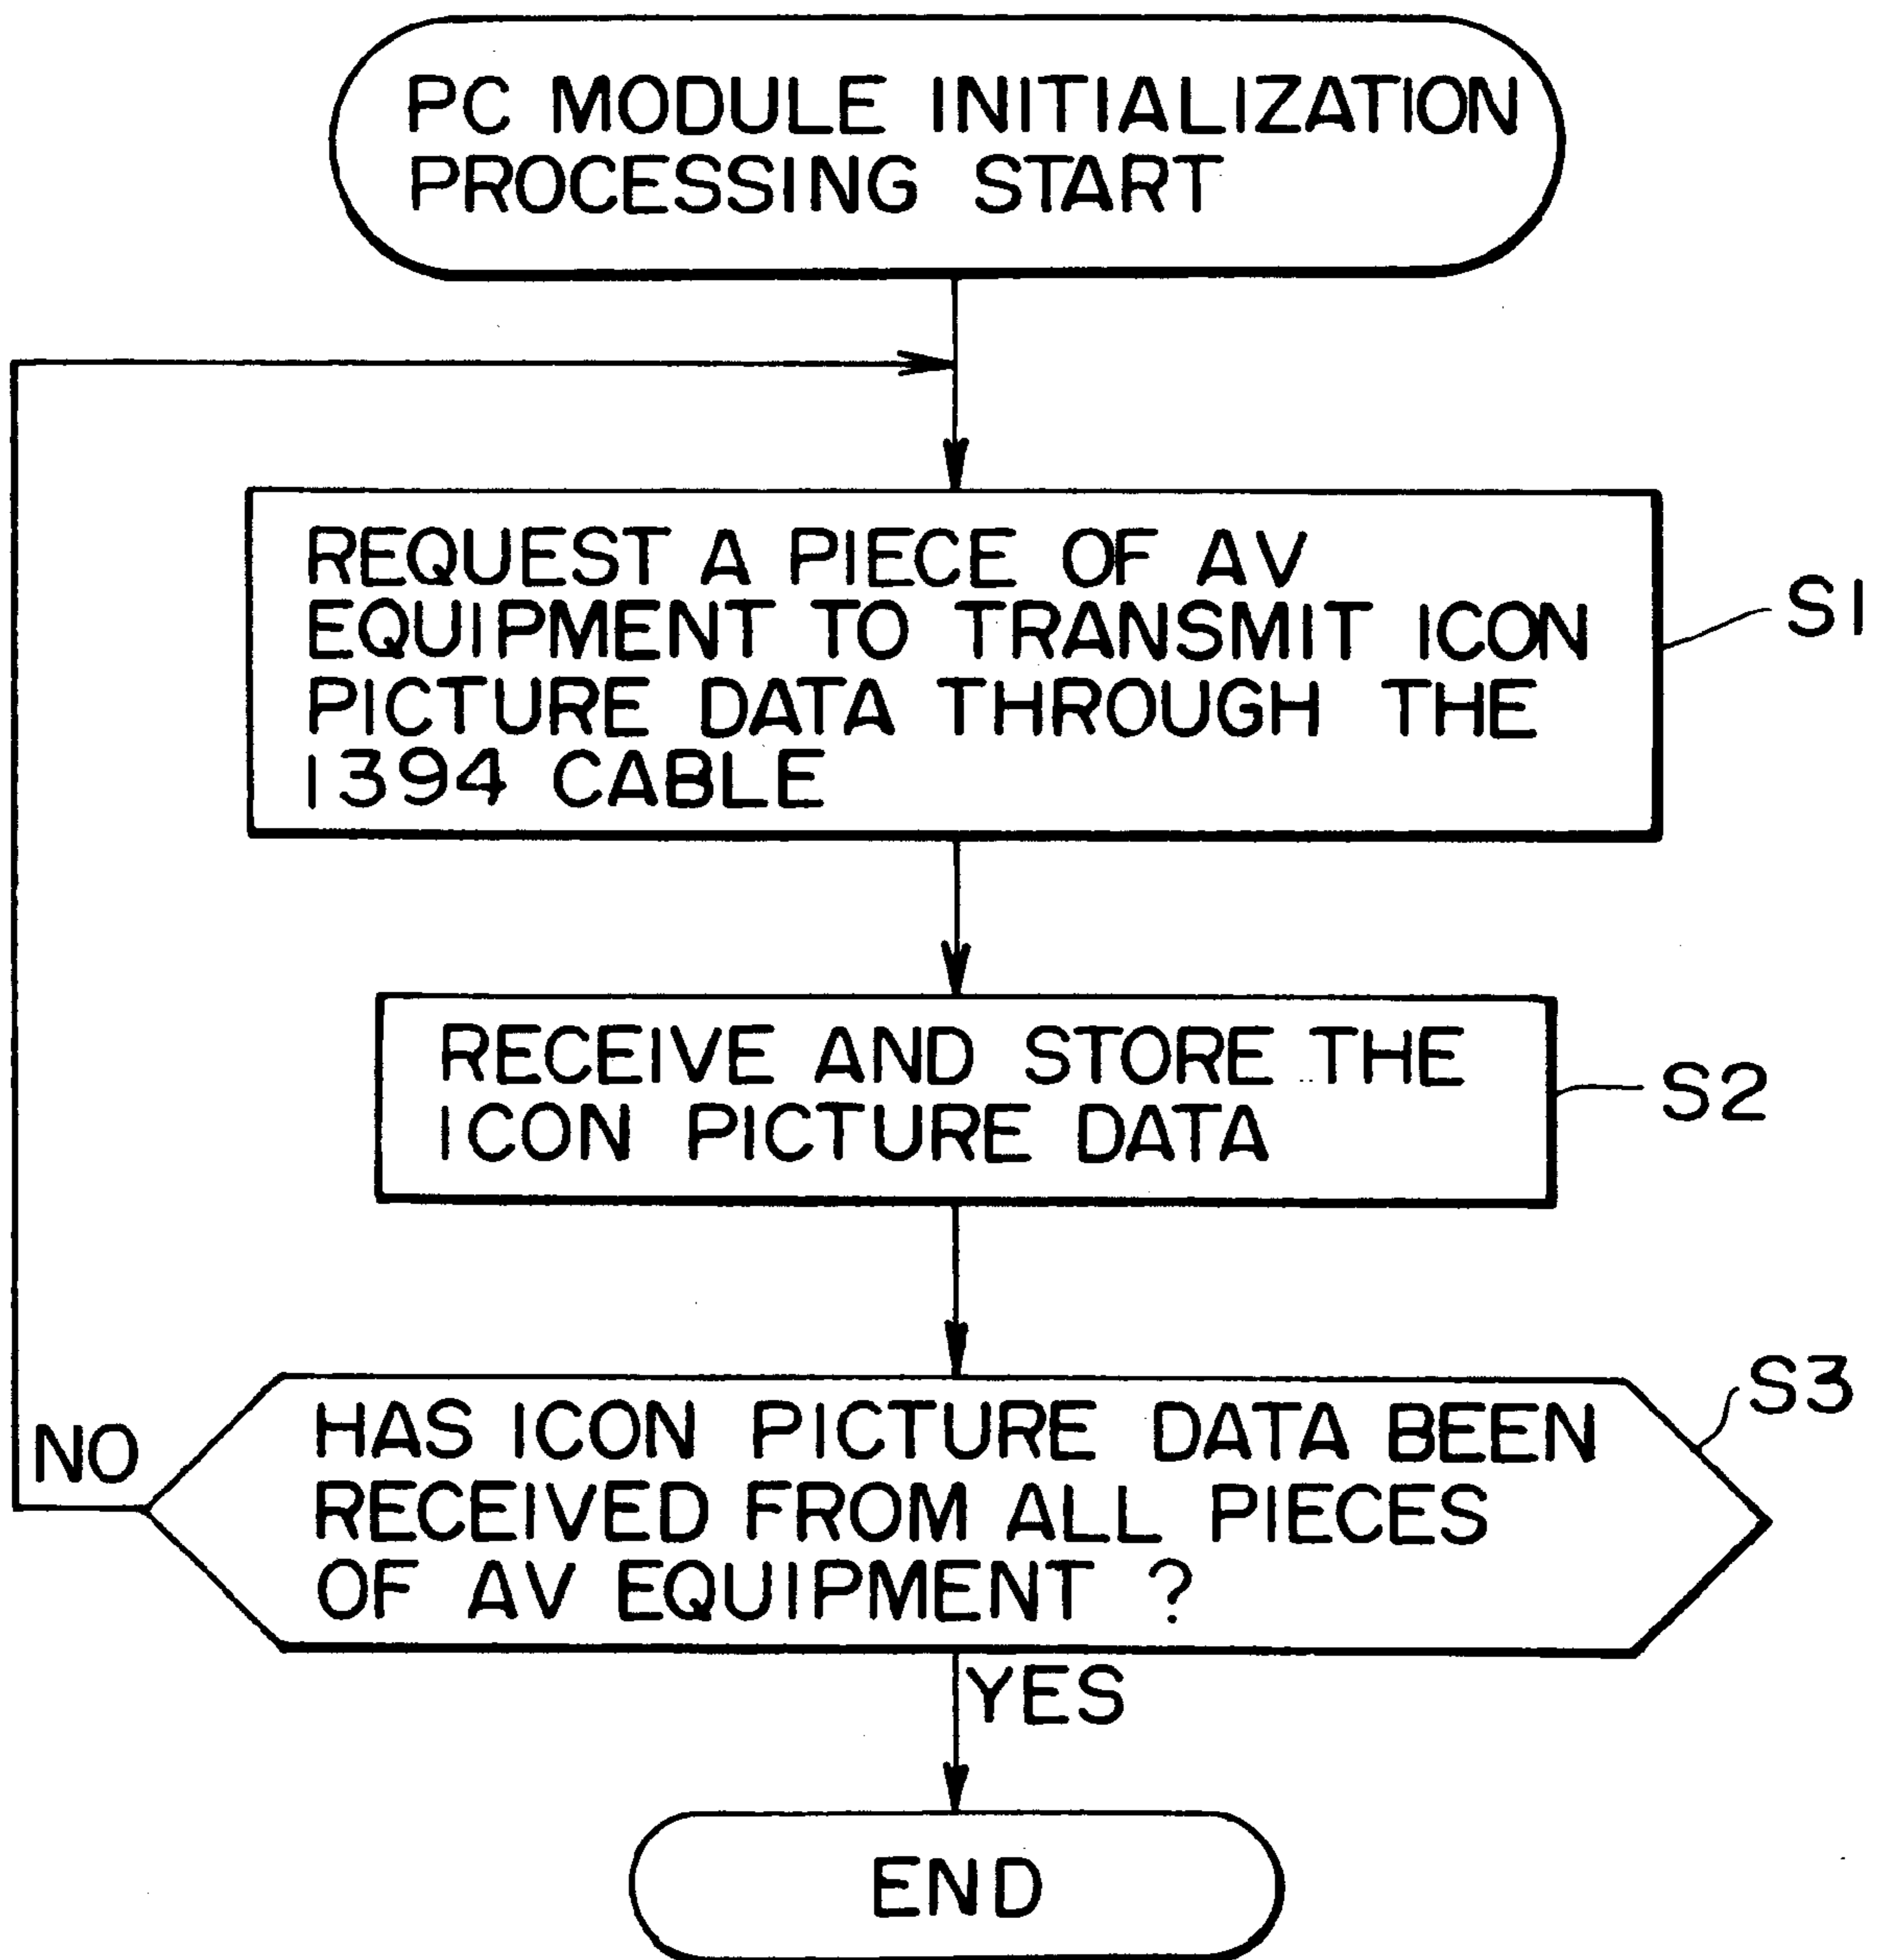 PC MODULE INITIALIZATION
PROCESSING START
REQUEST A PIECE OF AV
EQUIPMENT TO TRANSMIT ICON
PICTURE DATA THROUGH THE
1394 CABLE
S1
RECEIVE AND STORE THE
ICON PICTURE DATA
S2
HAS ICON PICTURE DATA BEEN
RECEIVED FROM ALL PIECES
OF AV EQUIPMENT ?
S3
NO
YES
END